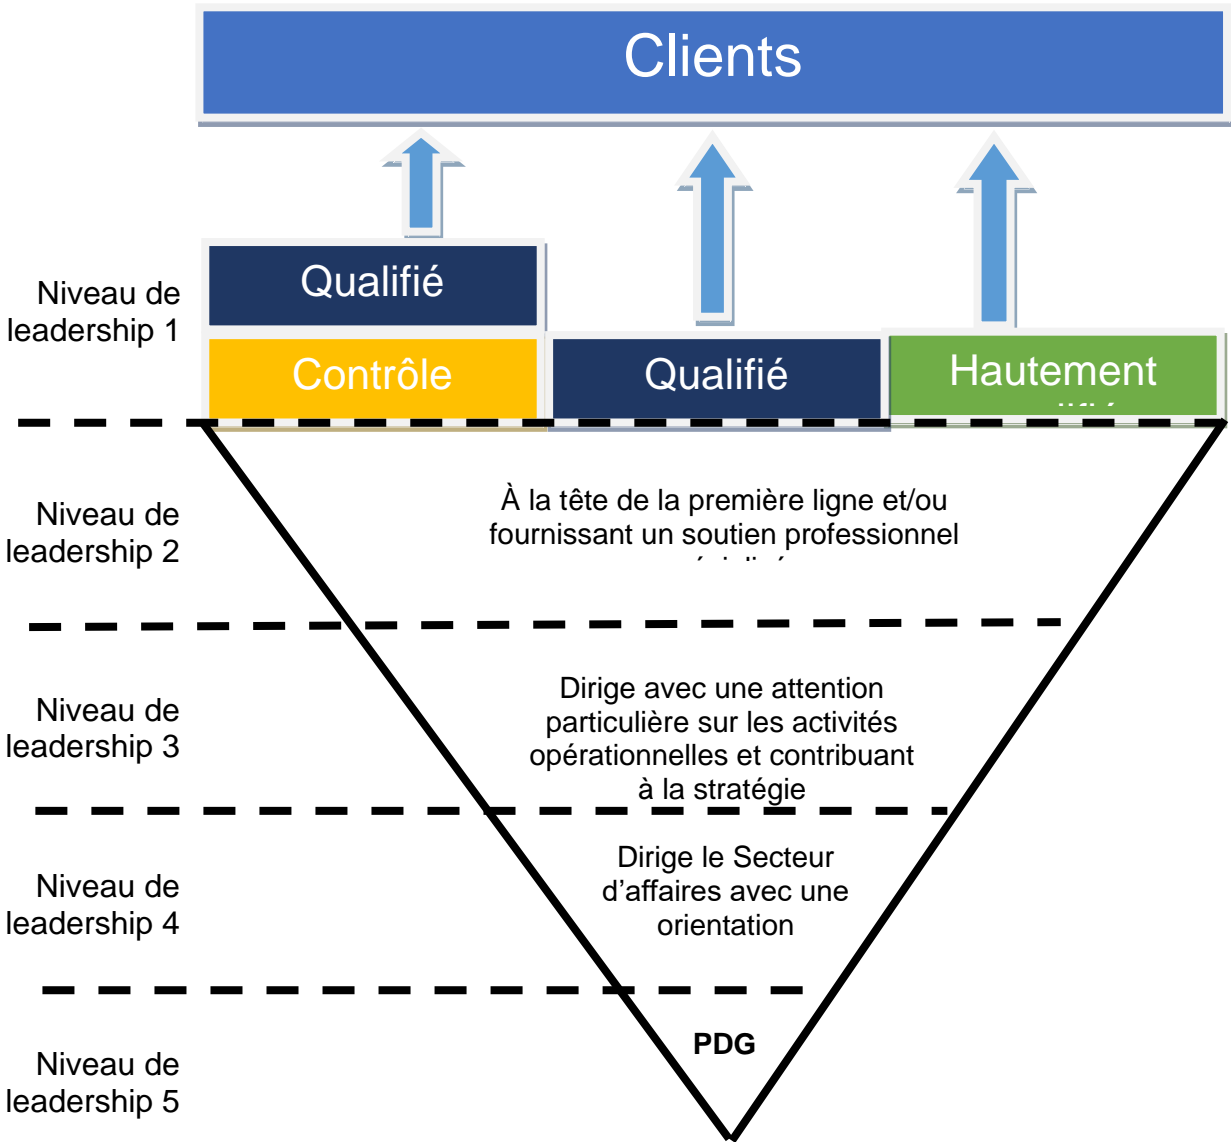 Clients
Qualifié
Niveau de
leadership 1
Contrôle
Qualifié
Hautement
Niveau de
leadership 2
À la tête de la première ligne et/ou
fournissant un soutien professionnel
Niveau de
leadership 3
Dirige avec une attention
particulière sur les activités
opérationnelles et contribuant
à la stratégie
Niveau de
leadership 4
Dirige le Secteur
d’affaires avec une
orientation
PDG
Niveau de
leadership 5